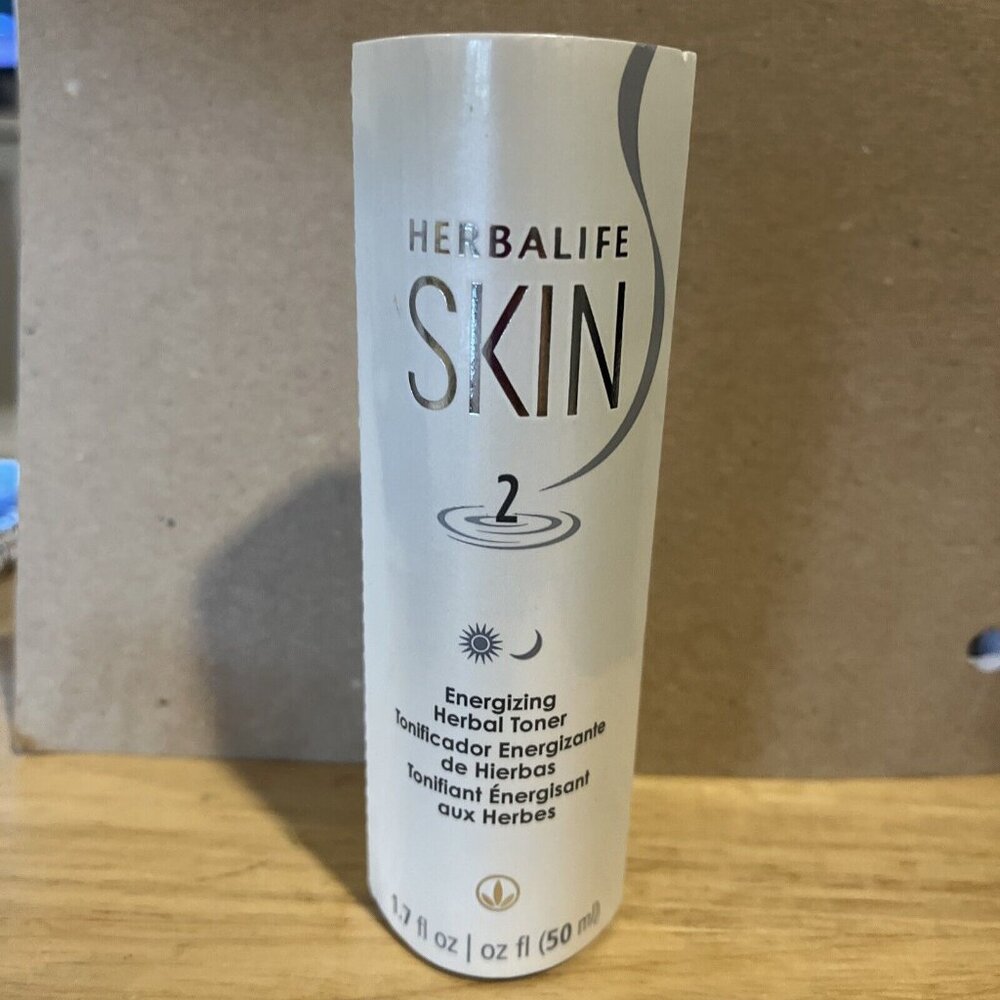 HERBALIFE
SKIN
2
Energizing
Herbal Toner
Tonificador Energizante
de Hierbas
Tonifiant Énergisant
aux Herbes
1.7 fl oz | oz fl (50 ml)